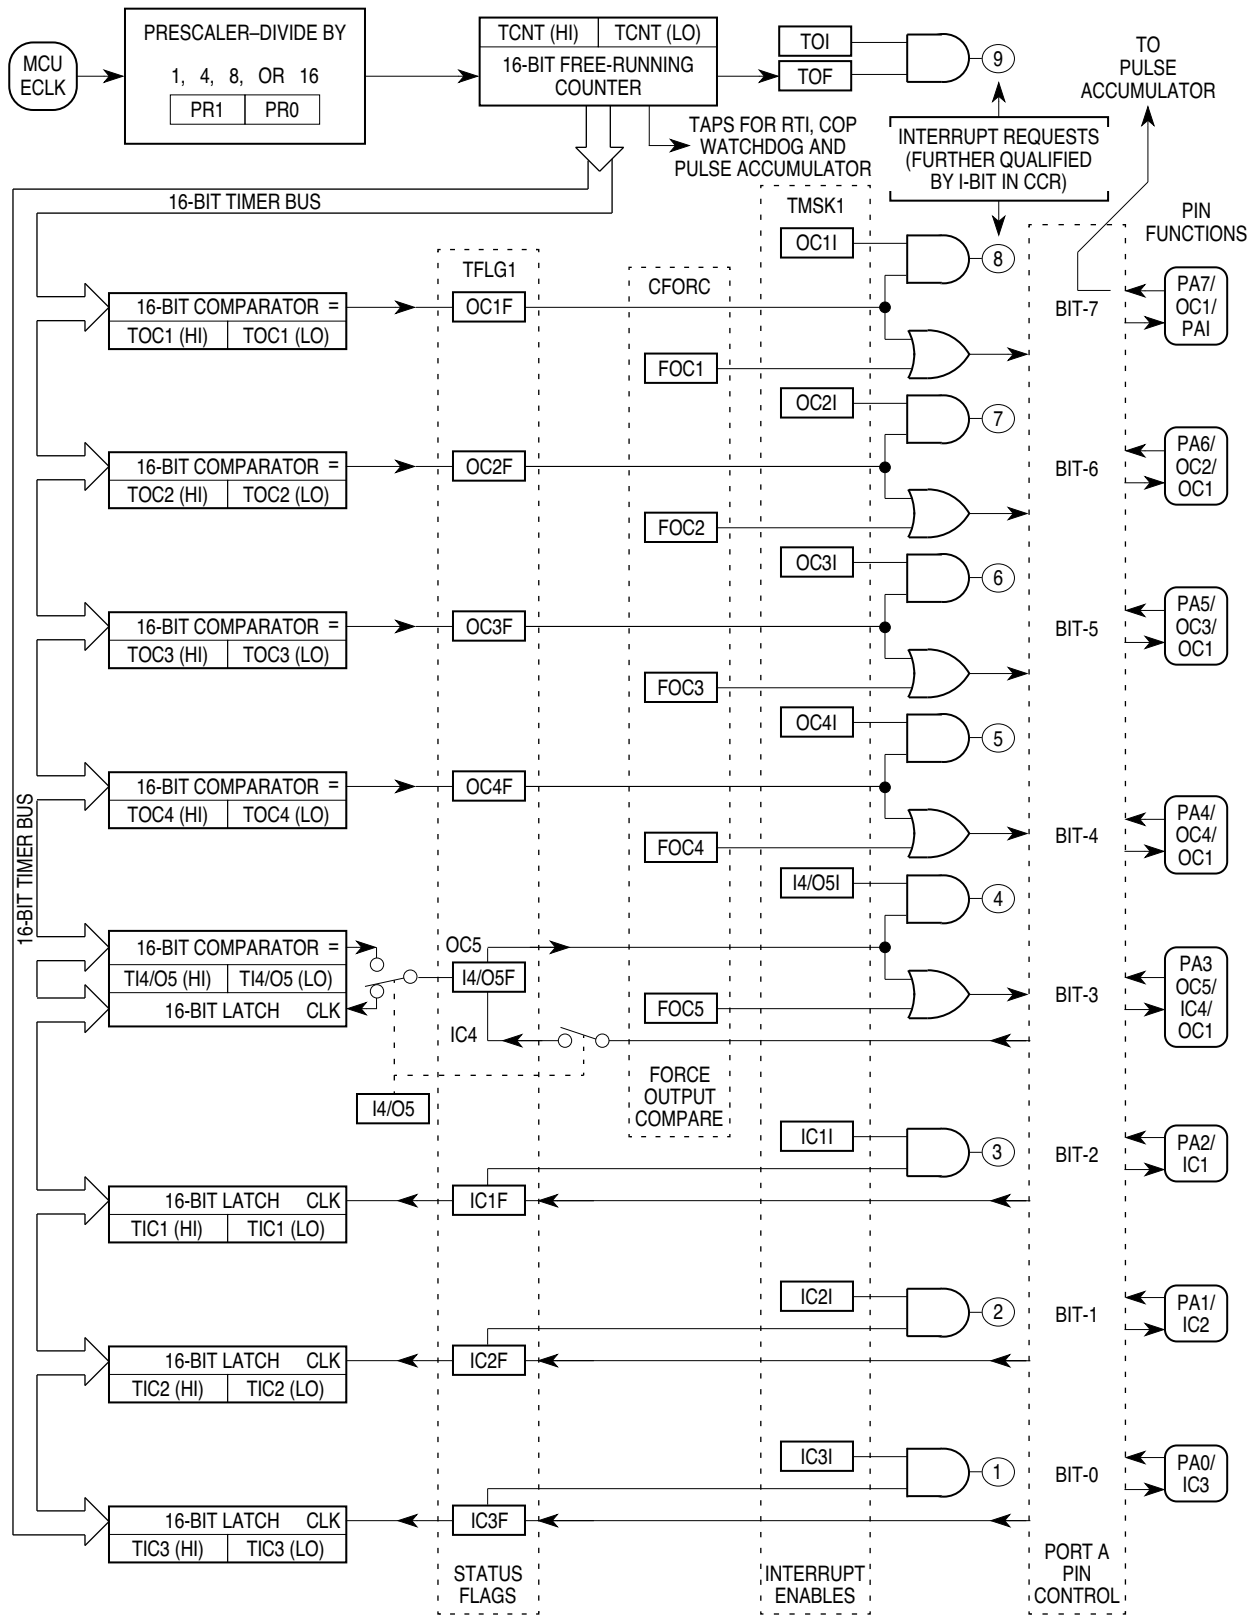 MCU
ECLK
PRESCALER–DIVIDE BY
1, 4, 8, OR 16
PR1 PR0
TCNT (HI) TCNT (LO)
16-BIT FREE-RUNNING
COUNTER
TOI
TOF
9
TO
PULSE
ACCUMULATOR
TAPS FOR RTI, COP
WATCHDOG AND
PULSE ACCUMULATOR
INTERRUPT REQUESTS
(FURTHER QUALIFIED
BY I-BIT IN CCR)
16-BIT TIMER BUS
TMSK1
PIN
FUNCTIONS
OC1I
8
TFLG1
CFORC
16-BIT COMPARATOR =
TOC1 (HI) TOC1 (LO)
OC1F
FOC1
BIT-7
PA7/
OC1/
PAI
OC2I
7
16-BIT COMPARATOR =
TOC2 (HI) TOC2 (LO)
OC2F
FOC2
BIT-6
PA6/
OC2/
OC1
OC3I
6
16-BIT COMPARATOR =
TOC3 (HI) TOC3 (LO)
OC3F
FOC3
BIT-5
PA5/
OC3/
OC1
OC4I
5
16-BIT COMPARATOR =
TOC4 (HI) TOC4 (LO)
OC4F
FOC4
BIT-4
PA4/
OC4/
OC1
16-BIT TIMER BUS
I4/O5I
4
16-BIT COMPARATOR =
TI4/O5 (HI) TI4/O5 (LO)
16-BIT LATCH CLK
OC5
I4/O5F
IC4
FOC5
BIT-3
PA3
OC5/
IC4/
OC1
I4/O5
FORCE
OUTPUT
COMPARE
IC1I
3
BIT-2
PA2/
IC1
16-BIT LATCH CLK
TIC1 (HI) TIC1 (LO)
IC1F
IC2I
2
BIT-1
PA1/
IC2
16-BIT LATCH CLK
TIC2 (HI) TIC2 (LO)
IC2F
IC3I
1
BIT-0
PA0/
IC3
16-BIT LATCH CLK
TIC3 (HI) TIC3 (LO)
IC3F
STATUS
FLAGS
INTERRUPT
ENABLES
PORT A
PIN
CONTROL